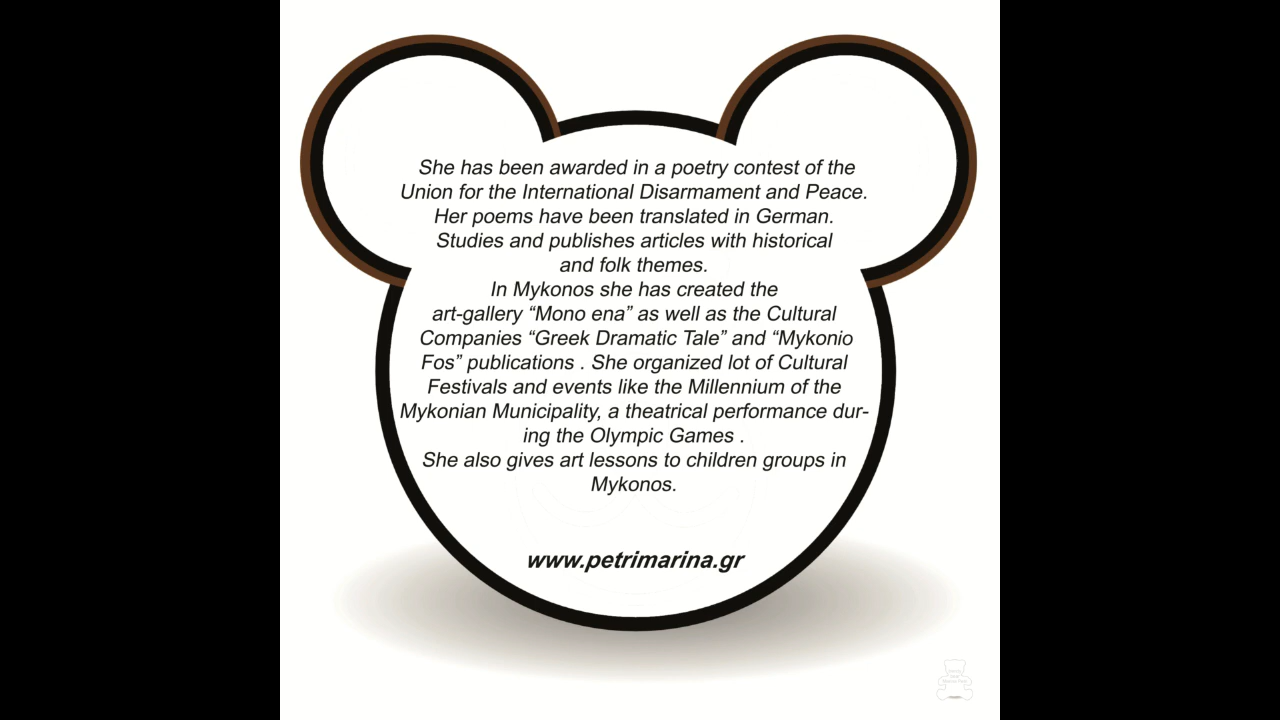 She has been awarded in a poetry contest of the
Union for the International Disarmament and Peace.
Her poems have been translated in German.
Studies and publishes articles with historical
and folk themes.
In Mykonos she has created the
art-gallery “Mono ena” as well as the Cultural
Companies “Greek Dramatic Tale” and “Mykonio
Fos” publications . She organized lot of Cultural
Festivals and events like the Millennium of the
Mykonian Municipality, a theatrical performance dur-
ing the Olympic Games .
She also gives art lessons to children groups in
Mykonos.
www.petrimarina.gr